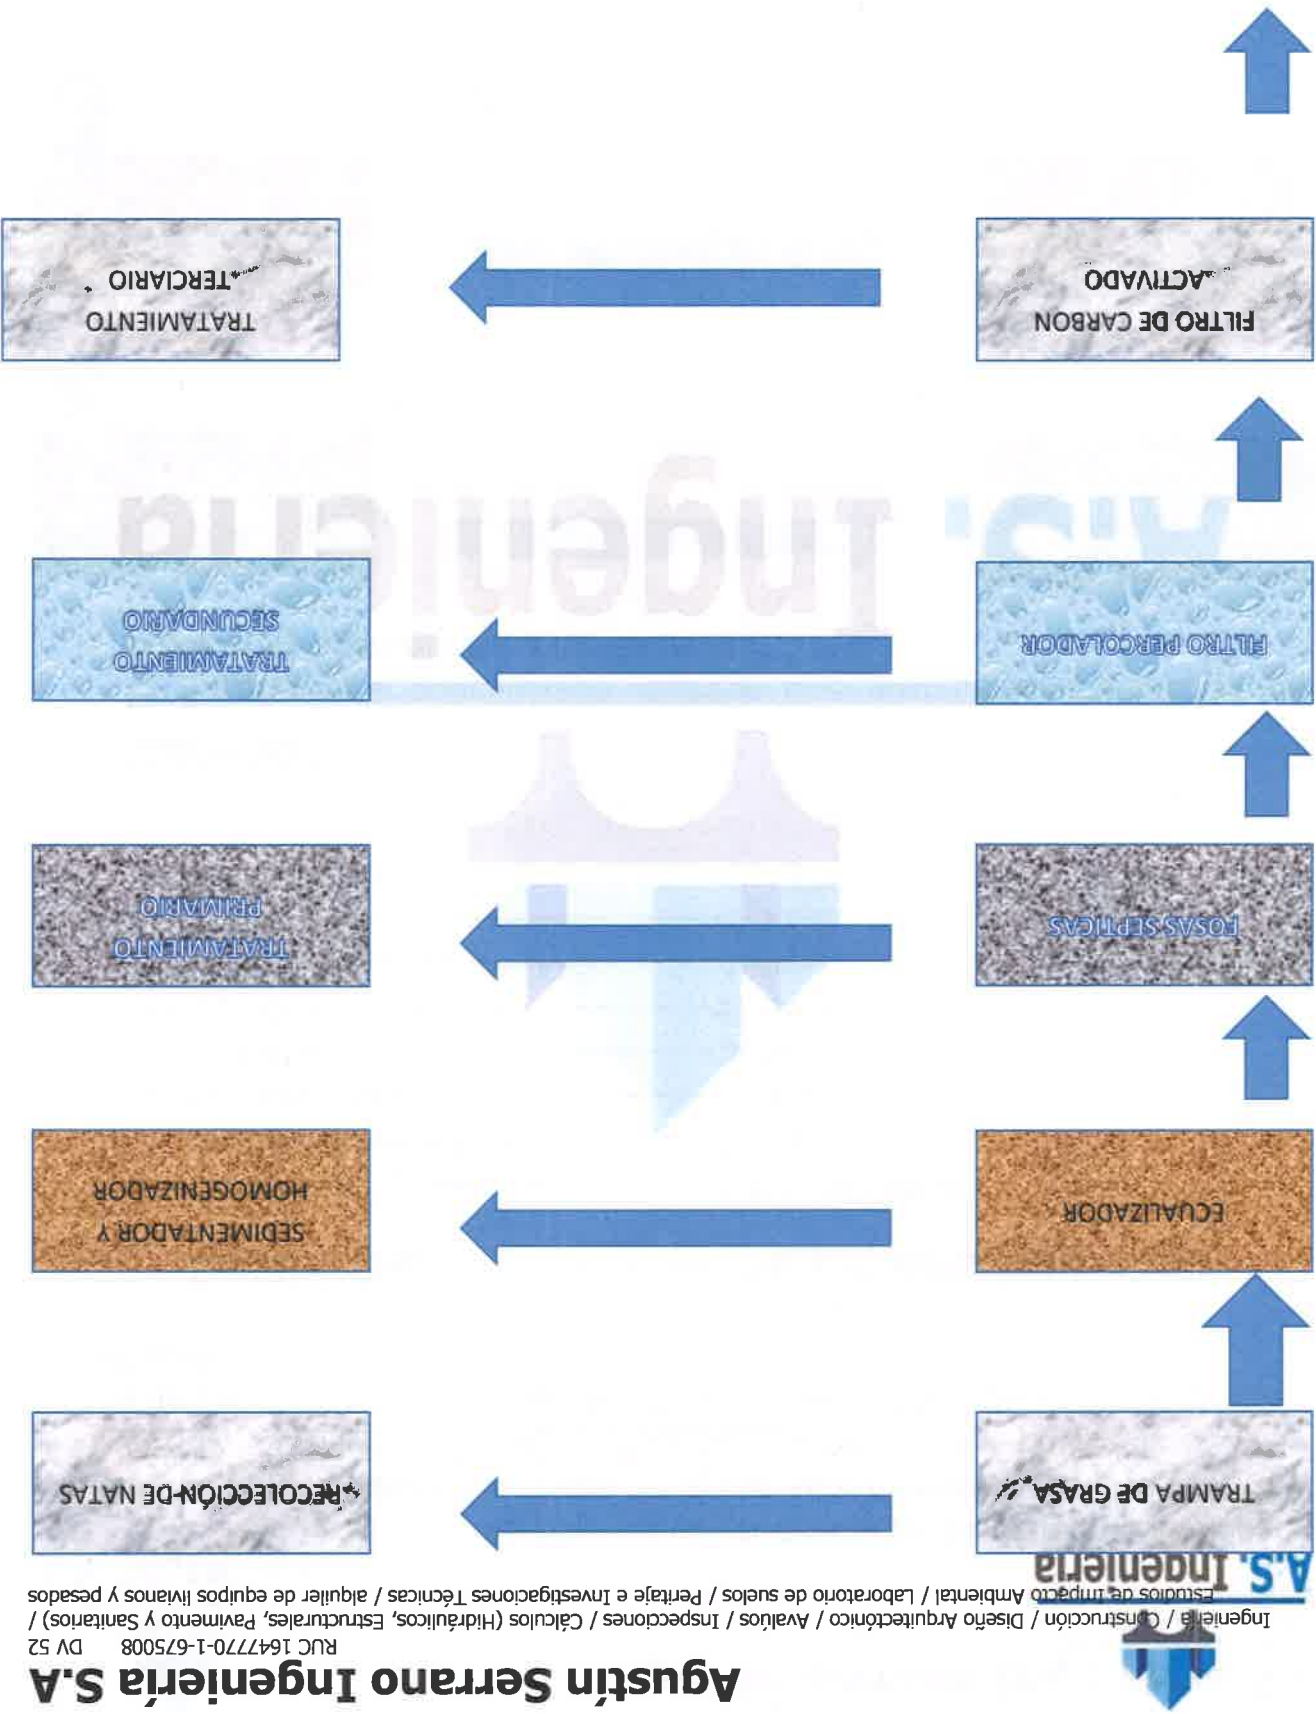 Agustín Serrano Ingeniería S.A
RUC 1647770-1-675008 DV 52
Ingeniería / Construcción / Diseño Arquitectónico / Avalúos / Inspecciones / Cálculos (Hidráulicos, Estructurales, Pavimento y Sanitarios) /
Estudios de Impacto Ambiental / Laboratorio de suelos / Peritaje e Investigaciones Técnicas / alquiler de equipos livianos y pesados
A.S. Ingeniería
TRAMPA DE GRASA
RECOLECCIÓN DE NATAS
ECUALIZADOR
SEDIMENTADOR Y
HOMOGENIZADOR
FOSAS SEPTICAS
TRATAMIENTO
PRIMARIO
FILTRO PERCOLADOR
TRATAMIENTO
SECUNDARIO
A.S. Ingeniería
FILTRO DE CARBON
ACTIVADO
TRATAMIENTO
TERCIARIO